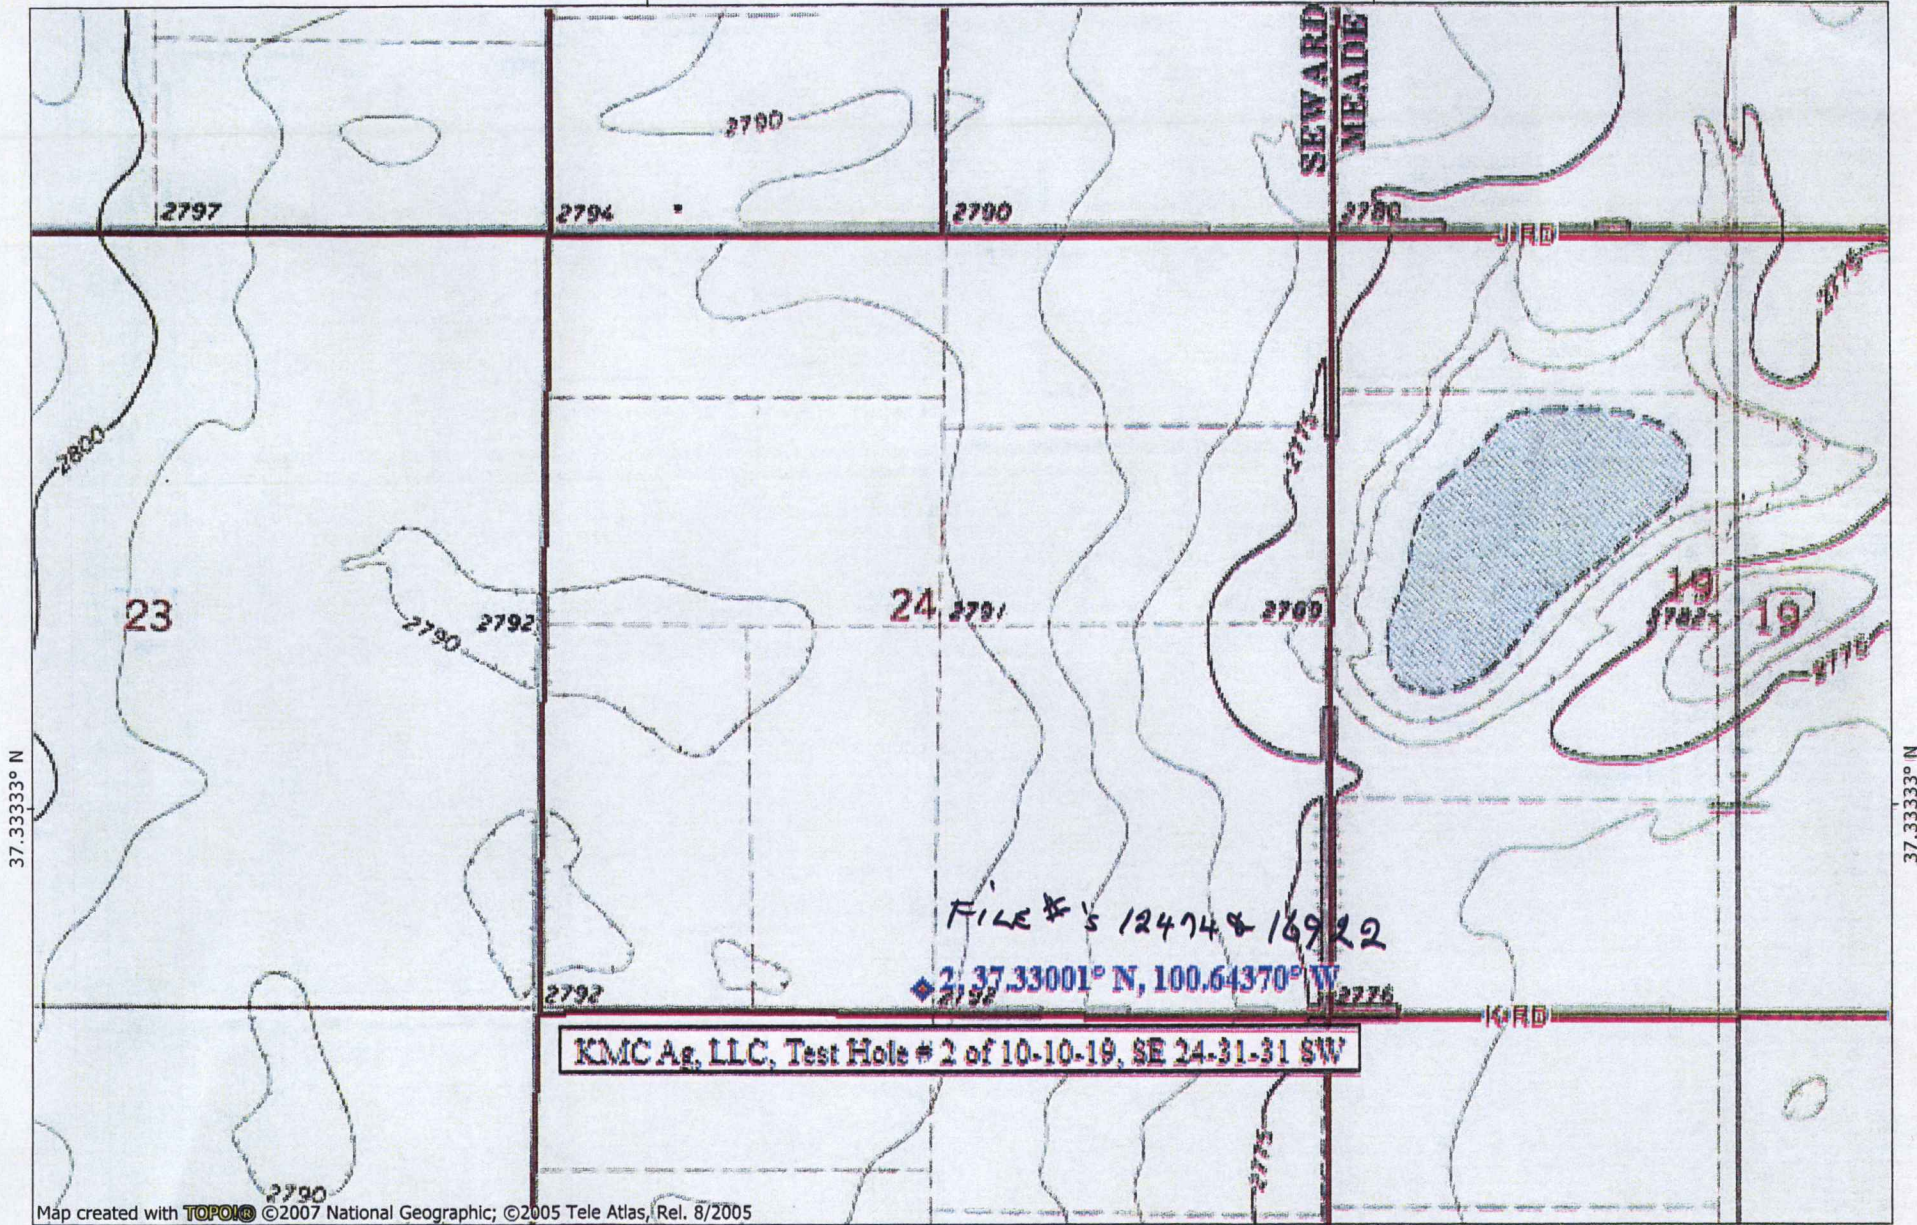 SEWARD
MEADE
2790
2797
2794
2790
2780
J RD
2775
2800
2775
23
2790
2792
24
2791
2769
19
2782
19
2775
37.33333° N
37.33333° N
FILE #'s 12474 & 16922
2, 37.33001° N, 100.64370° W
2792
2792
2776
K RD
KMC Ag, LLC, Test Hole # 2 of 10-10-19, SE 24-31-31 SW
2775
2790
Map created with TOPO!® ©2007 National Geographic; ©2005 Tele Atlas, Rel. 8/2005